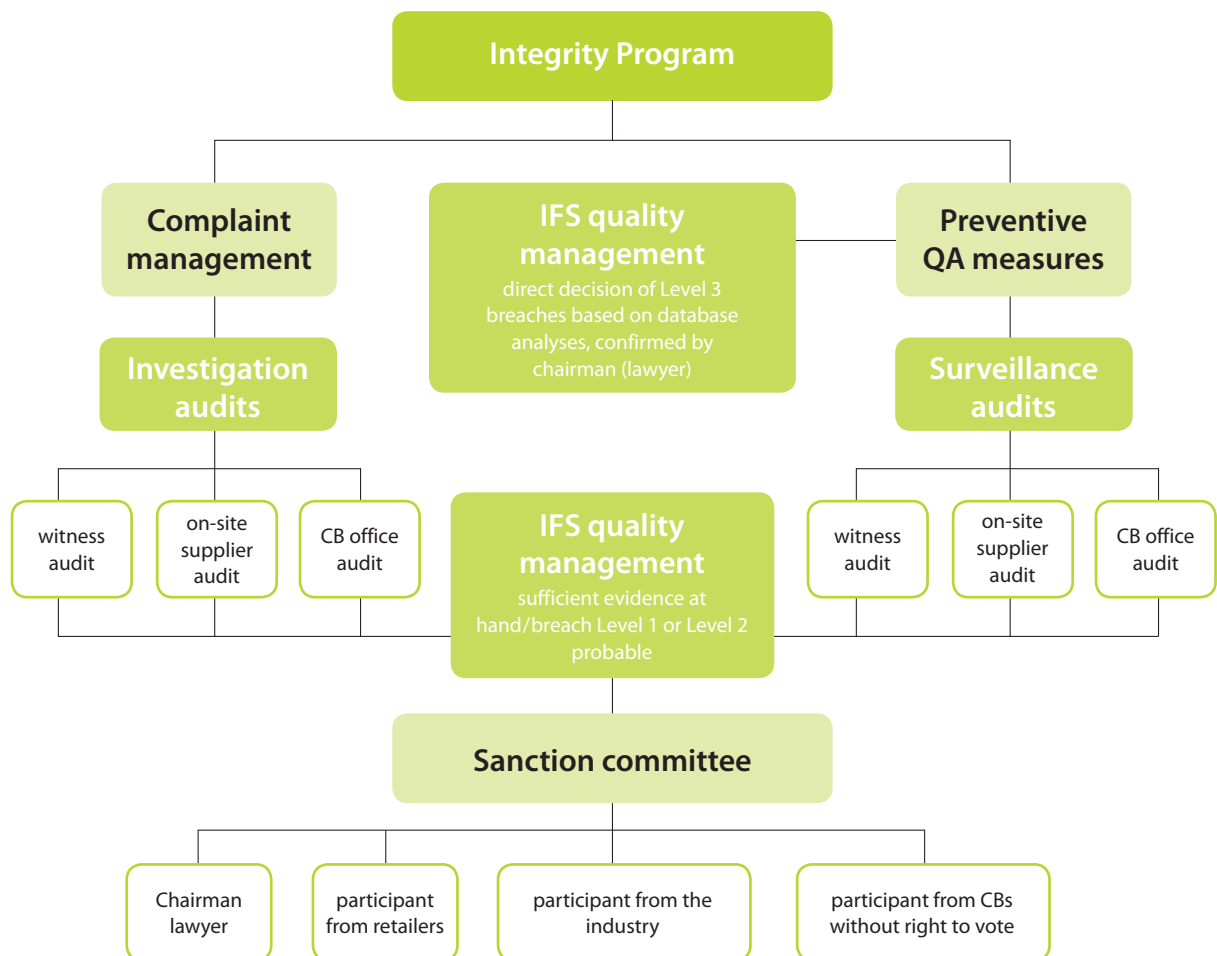 Integrity Program
Complaint
management
IFS quality
management
direct decision of Level 3
breaches based on database
analyses, confirmed by
chairman (lawyer)
Preventive
QA measures
Investigation
audits
Surveillance
audits
witness
audit
on-site
supplier
audit
CB office
audit
IFS quality
management
sufficient evidence at
hand/breach Level 1 or Level 2
probable
witness
audit
on-site
supplier
audit
CB office
audit
Sanction committee
Chairman
lawyer
participant
from retailers
participant from the
industry
participant from CBs
without right to vote